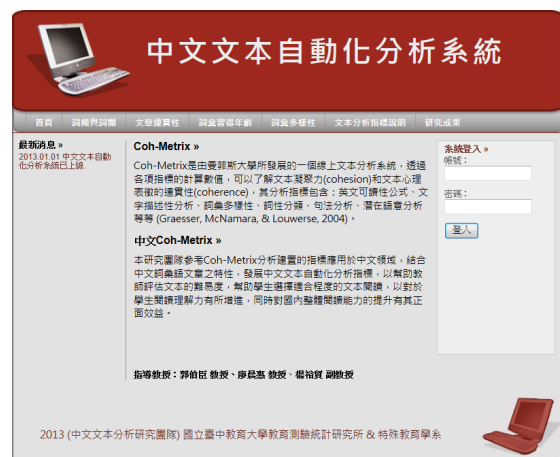 中文文本自動化分析系統
首頁 詞頻與詞類 文章連貫性 詞彙習得年齡 詞彙多樣性 文本分析指標說明 研究成果
最新消息 »
2013.01.01 中文文本自動
化分析系統已上線.
Coh-Metrix »
Coh-Metrix是由曼菲斯大學所發展的一個線上文本分析系統，透過
各項指標的計算數值，可以了解文本凝聚力(cohesion)和文本心理
表徵的連貫性(coherence)，其分析指標包含：英文可讀性公式、文
字描述性分析、詞彙多樣性、詞性分類、句法分析、潛在語意分析
等等 (Graesser, McNamara, & Louwerse, 2004)。
中文Coh-Metrix »
本研究團隊參考Coh-Metrix分析建置的指標應用於中文領域，結合
中文詞彙語文章之特性，發展中文文本自動化分析指標，以幫助教
師評估文本的難易度，幫助學生選擇適合程度的文本閱讀，以對於
學生閱讀理解力有所增進，同時對國內整體閱讀能力的提升有其正
面效益。
指導教授：郭伯臣 教授、廖晨惠 教授、楊裕貿 副教授
系統登入 »
帳號：
密碼：
登入
2013 (中文文本分析研究團隊) 國立臺中教育大學教育測驗統計研究所 & 特殊教育學系